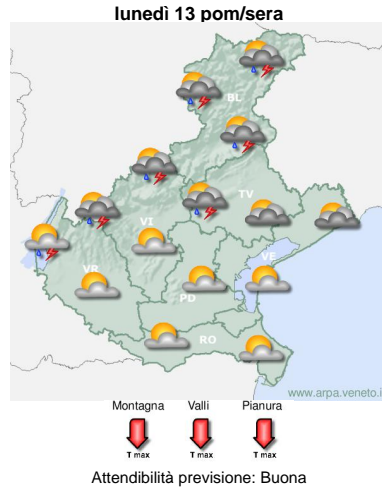 lunedì 13 pom/sera
BL
TV
VI
VE
VR
PD
RO
www.arpa.veneto.i
Montagna Valli Pianura
T max T max T max
Attendibilità previsione: Buona